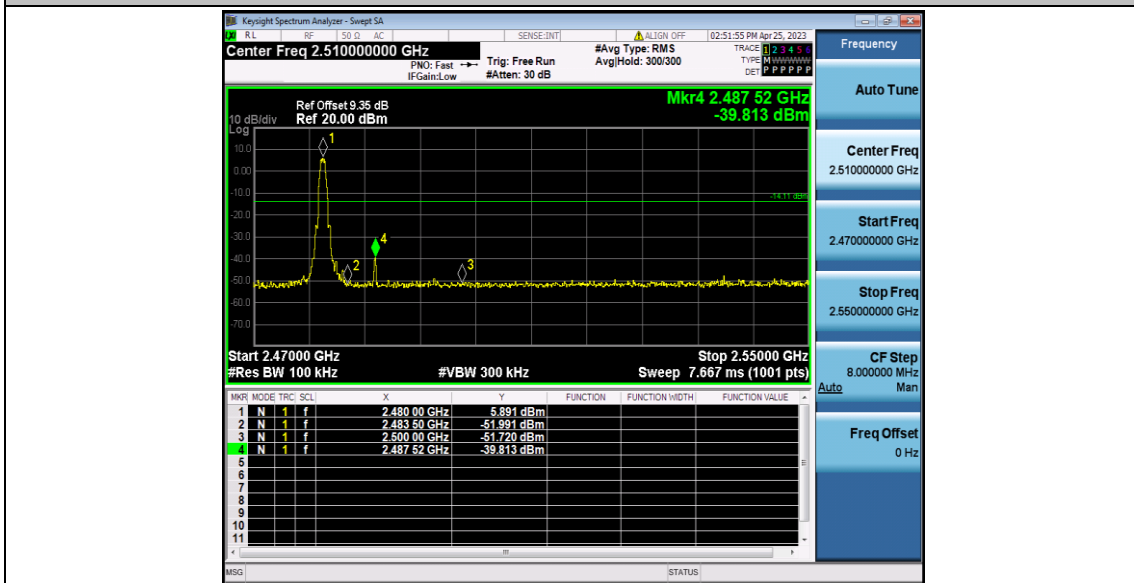 Keysight Spectrum Analyzer - Swept SA
RL RF 50 Ω AC SENSE:INT ALIGN OFF 02:51:55 PM Apr 25, 2023
Center Freq 2.510000000 GHz
PNO: Fast
IFGain:Low
Trig: Free Run
#Atten: 30 dB
#Avg Type: RMS
Avg|Hold: 300/300
TRACE 1 2 3 4 5 6
TYPE M W W W W W
DET P P P P P P
Mkr4 2.487 52 GHz
-39.813 dBm
Ref Offset 9.35 dB
10 dB/div Ref 20.00 dBm
Log
10.0
0.00
-10.0
-20.0
-30.0
-40.0
-50.0
-60.0
-70.0
1
2
3
4
-14.11 dBm
Start 2.47000 GHz Stop 2.55000 GHz
#Res BW 100 kHz #VBW 300 kHz Sweep 7.667 ms (1001 pts)
MKR MODE TRC SCL X Y FUNCTION FUNCTION WIDTH FUNCTION VALUE
1 N 1 f 2.480 00 GHz 5.891 dBm
2 N 1 f 2.483 50 GHz -51.991 dBm
3 N 1 f 2.500 00 GHz -51.720 dBm
4 N 1 f 2.487 52 GHz -39.813 dBm
5
6
7
8
9
10
11
MSG STATUS
Frequency
Auto Tune
Center Freq
2.510000000 GHz
Start Freq
2.470000000 GHz
Stop Freq
2.550000000 GHz
CF Step
8.000000 MHz
Auto Man
Freq Offset
0 Hz